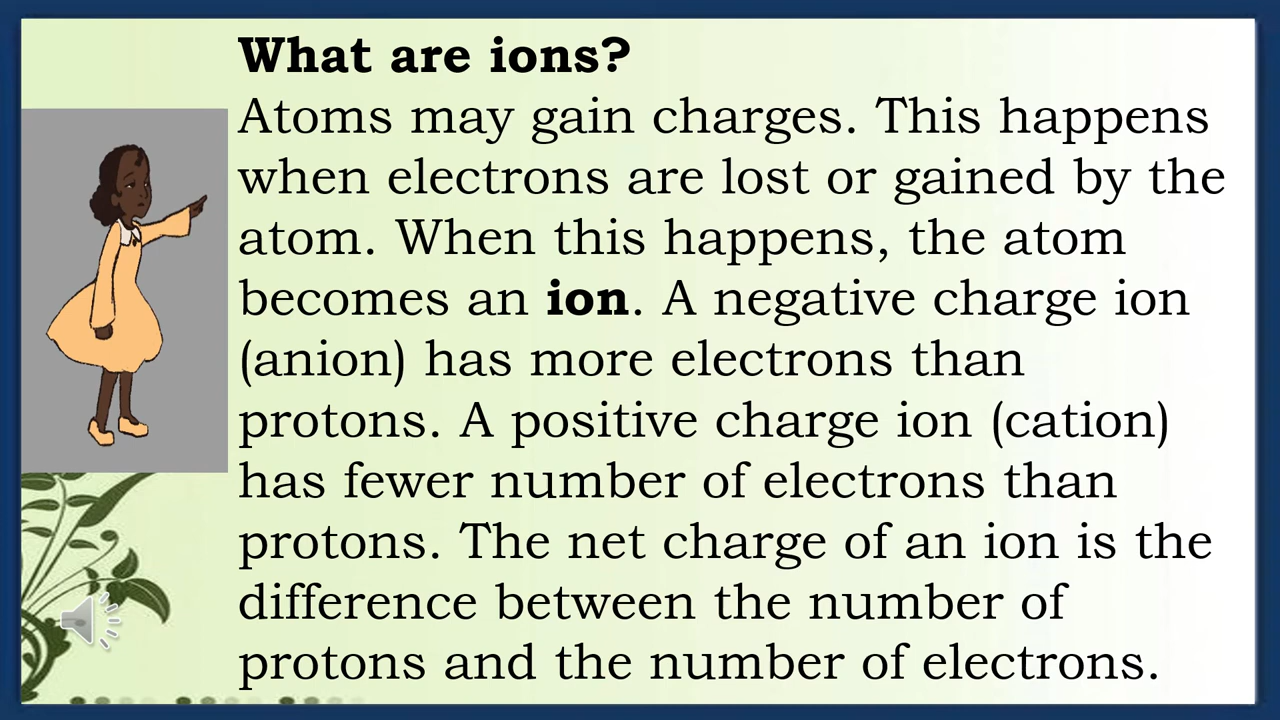 What are ions?
Atoms may gain charges. This happens
when electrons are lost or gained by the
atom. When this happens, the atom
becomes an ion. A negative charge ion
(anion) has more electrons than
protons. A positive charge ion (cation)
has fewer number of electrons than
protons. The net charge of an ion is the
difference between the number of
protons and the number of electrons.